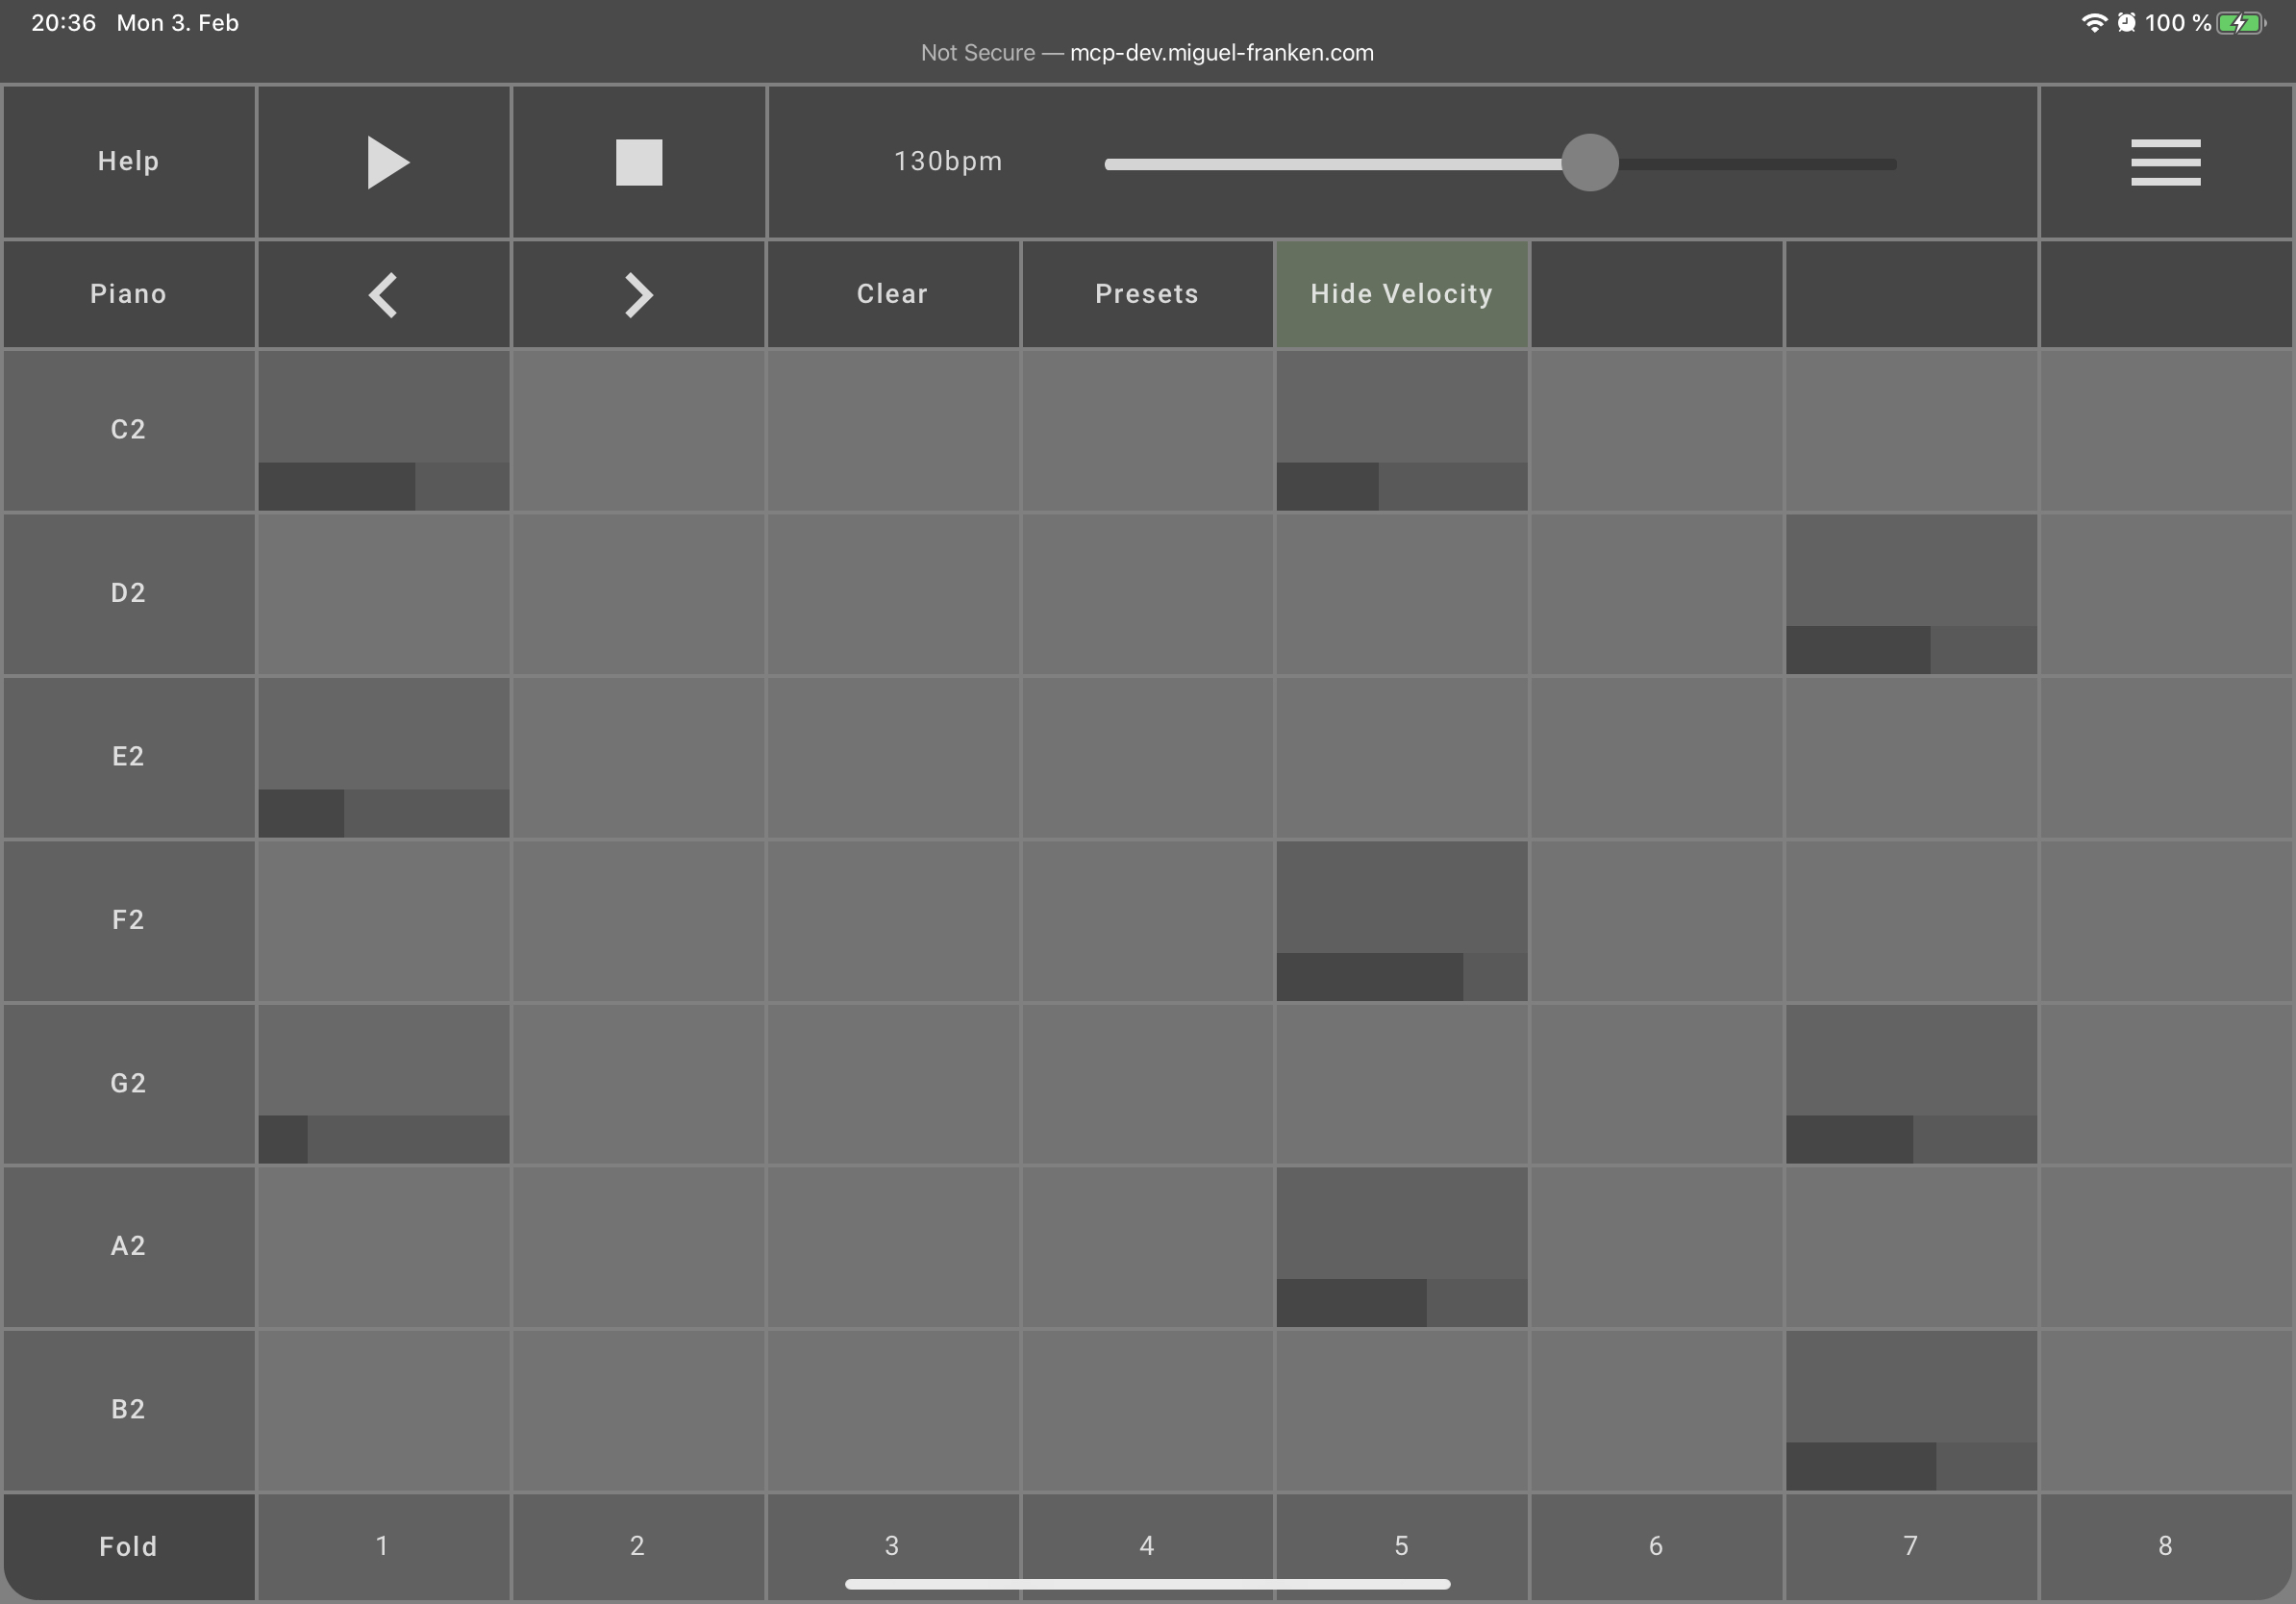 20:36 Mon 3. Feb 100 %
Not Secure — mcp-dev.miguel-franken.com
Help 130bpm
Piano Clear Presets Hide Velocity
C2
D2
E2
F2
G2
A2
B2
Fold 1 2 3 4 5 6 7 8